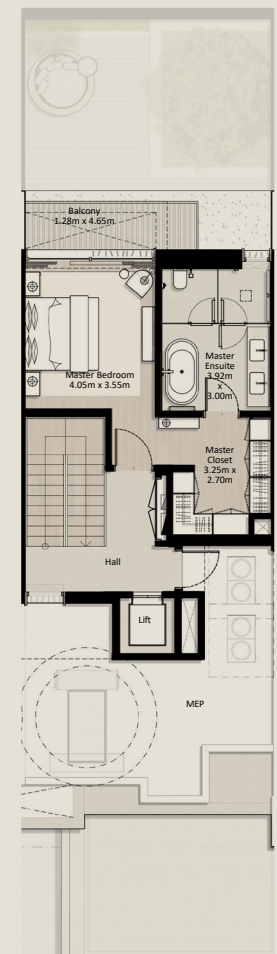 Balcony
1.28m x 4.65m
Master Bedroom
4.05m x 3.55m
Master
Ensuite
3.92m
x
3.00m
Master
Closet
3.25m x
2.70m
Hall
Lift
MEP